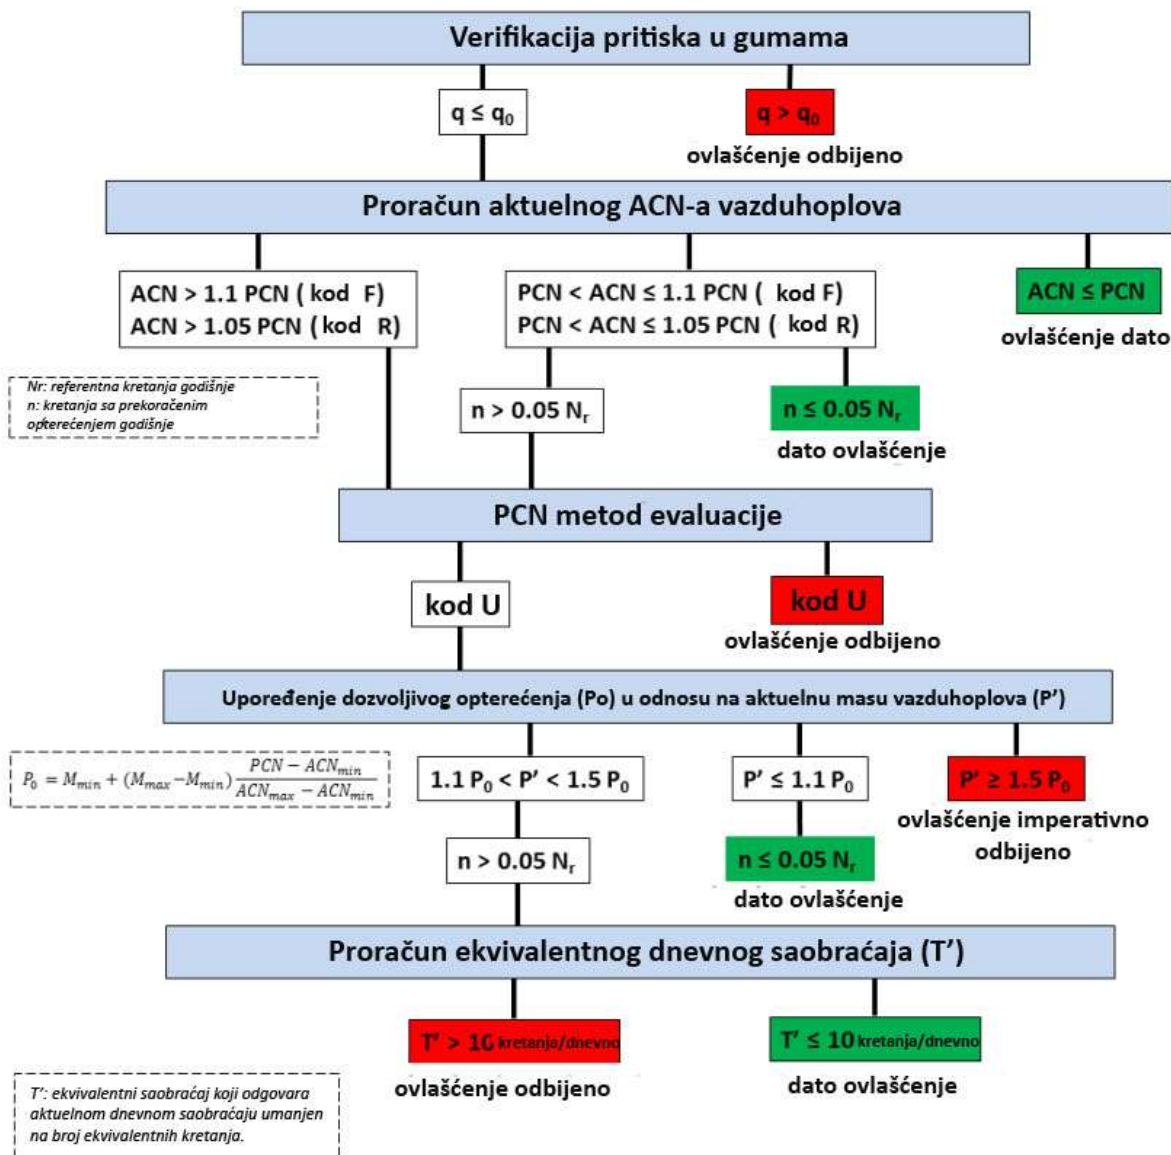 Verifikacija pritiska u gumama
q ≤ q₀
q > q₀
ovlašćenje odbijeno
Proračun aktuelnog ACN-a vazduhoplova
ACN > 1.1 PCN ( kod F)
ACN > 1.05 PCN ( kod R)
PCN < ACN ≤ 1.1 PCN ( kod F)
PCN < ACN ≤ 1.05 PCN ( kod R)
ACN ≤ PCN
ovlašćenje dato
Nr: referentna kretanja godišnje
n: kretanja sa prekoračenim
opterećenjem godišnje
n > 0.05 Nᵣ
n ≤ 0.05 Nᵣ
dato ovlašćenje
PCN metod evaluacije
kod U
kod U
ovlašćenje odbijeno
Upoređenje dozvoljivog opterećenja (Po) u odnosu na aktuelnu masu vazduhoplova (P’)
P₀ = Mₘᵢₙ + (Mₘₐₓ−Mₘᵢₙ) (PCN − ACNₘᵢₙ) / (ACNₘₐₓ − ACNₘᵢₙ)
1.1 P₀ < P’ < 1.5 P₀
P’ ≤ 1.1 P₀
P’ ≥ 1.5 P₀
ovlašćenje imperativno
odbijeno
n > 0.05 Nᵣ
n ≤ 0.05 Nᵣ
dato ovlašćenje
Proračun ekvivalentnog dnevnog saobraćaja (T’)
T’ > 10 kretanja/dnevno
ovlašćenje odbijeno
T’ ≤ 10 kretanja/dnevno
dato ovlašćenje
T’: ekvivalentni saobraćaj koji odgovara
aktuelnom dnevnom saobraćaju umanjen
na broj ekvivalentnih kretanja.